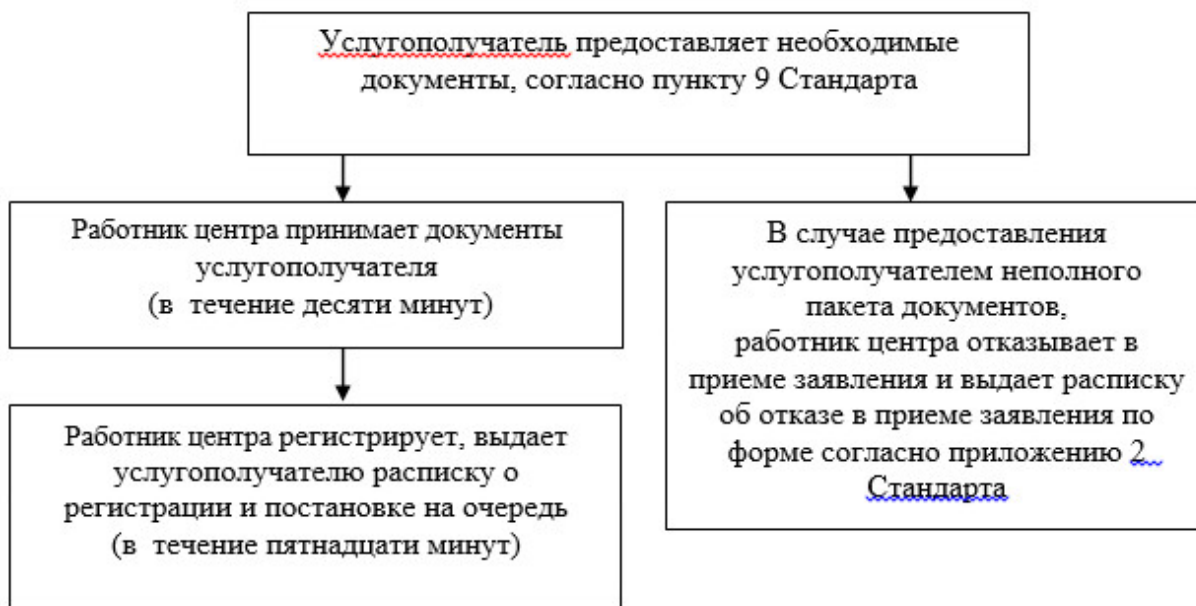 Услугополучатель предоставляет необходимые
документы, согласно пункту 9 Стандарта
Работник центра принимает документы
услугополучателя
(в течение десяти минут)
Работник центра регистрирует, выдает
услугополучателю расписку о
регистрации и постановке на очередь
(в течение пятнадцати минут)
В случае предоставления
услугополучателем неполного
пакета документов,
работник центра отказывает в
приеме заявления и выдает расписку
об отказе в приеме заявления по
форме согласно приложению 2
Стандарта